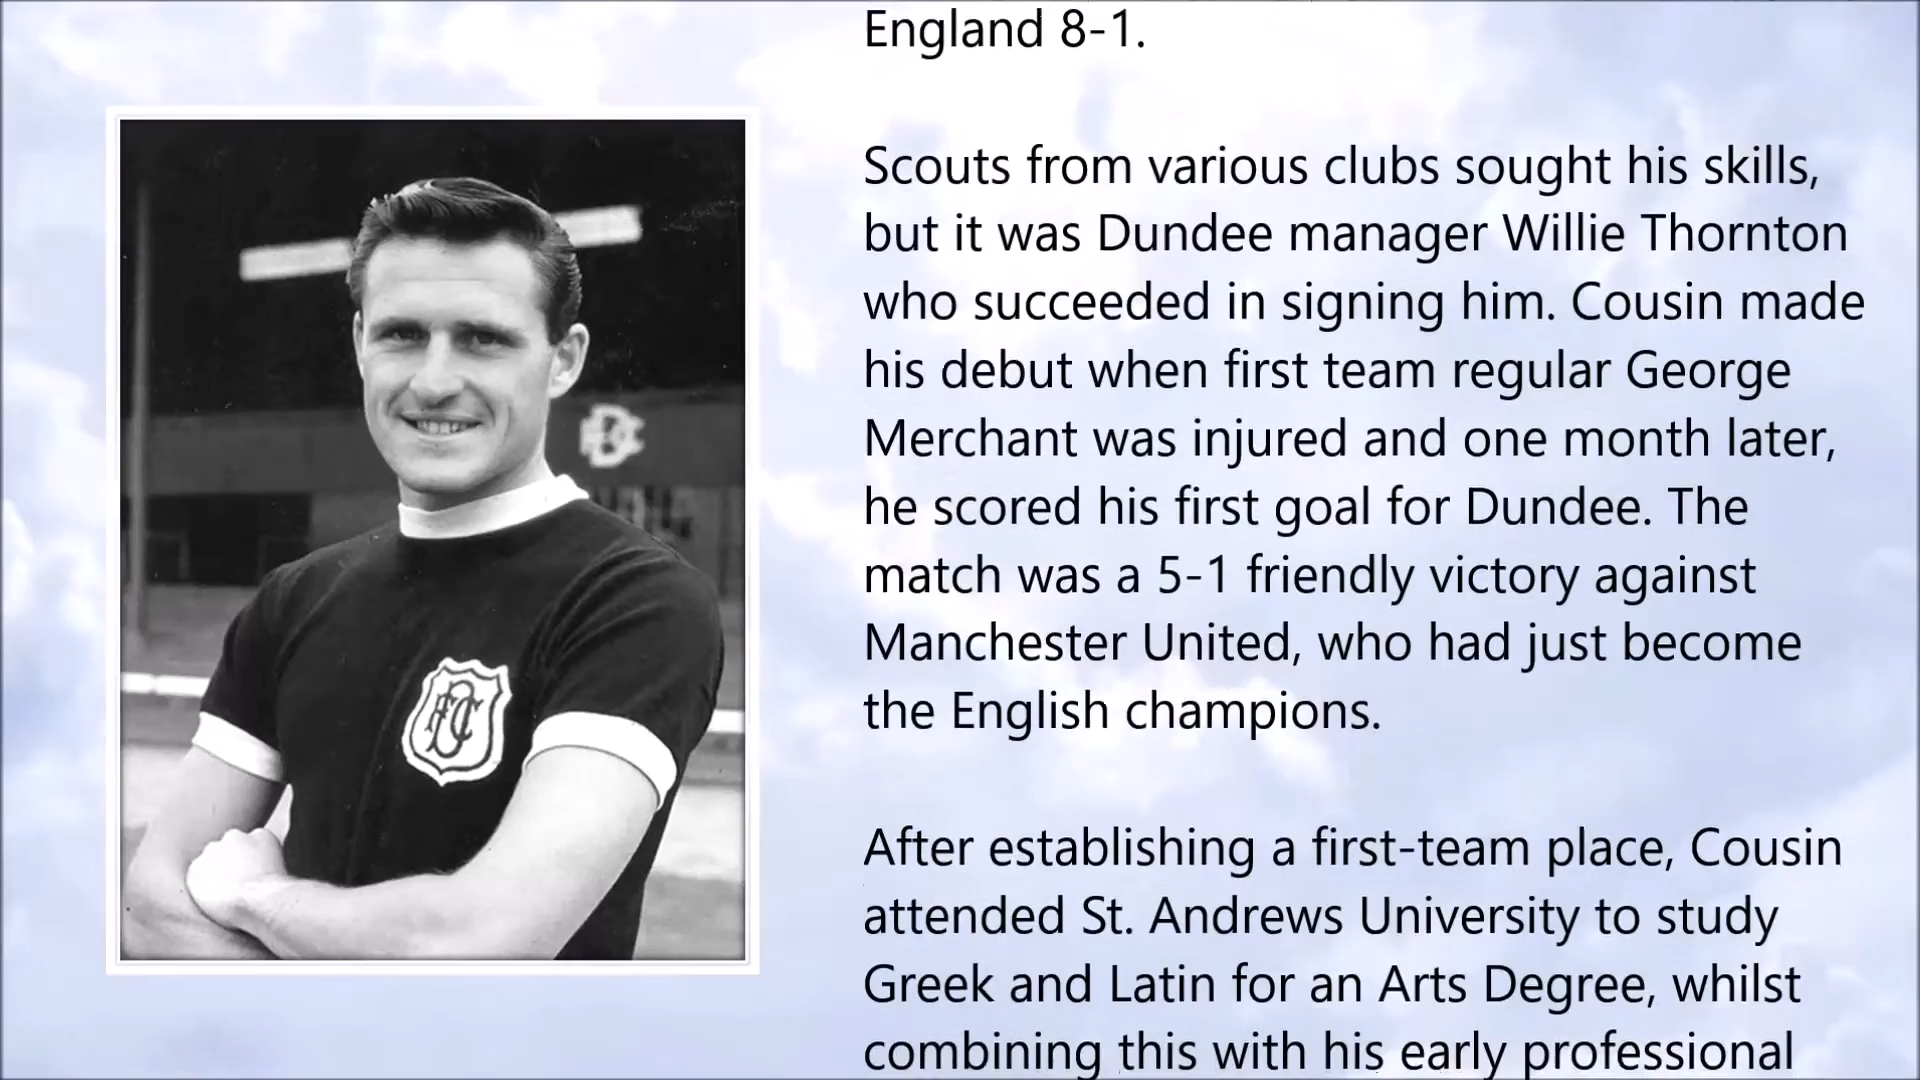 England 8-1.
Scouts from various clubs sought his skills,
but it was Dundee manager Willie Thornton
who succeeded in signing him. Cousin made
his debut when first team regular George
Merchant was injured and one month later,
he scored his first goal for Dundee. The
match was a 5-1 friendly victory against
Manchester United, who had just become
the English champions.
After establishing a first-team place, Cousin
attended St. Andrews University to study
Greek and Latin for an Arts Degree, whilst
combining this with his early professional
DFC